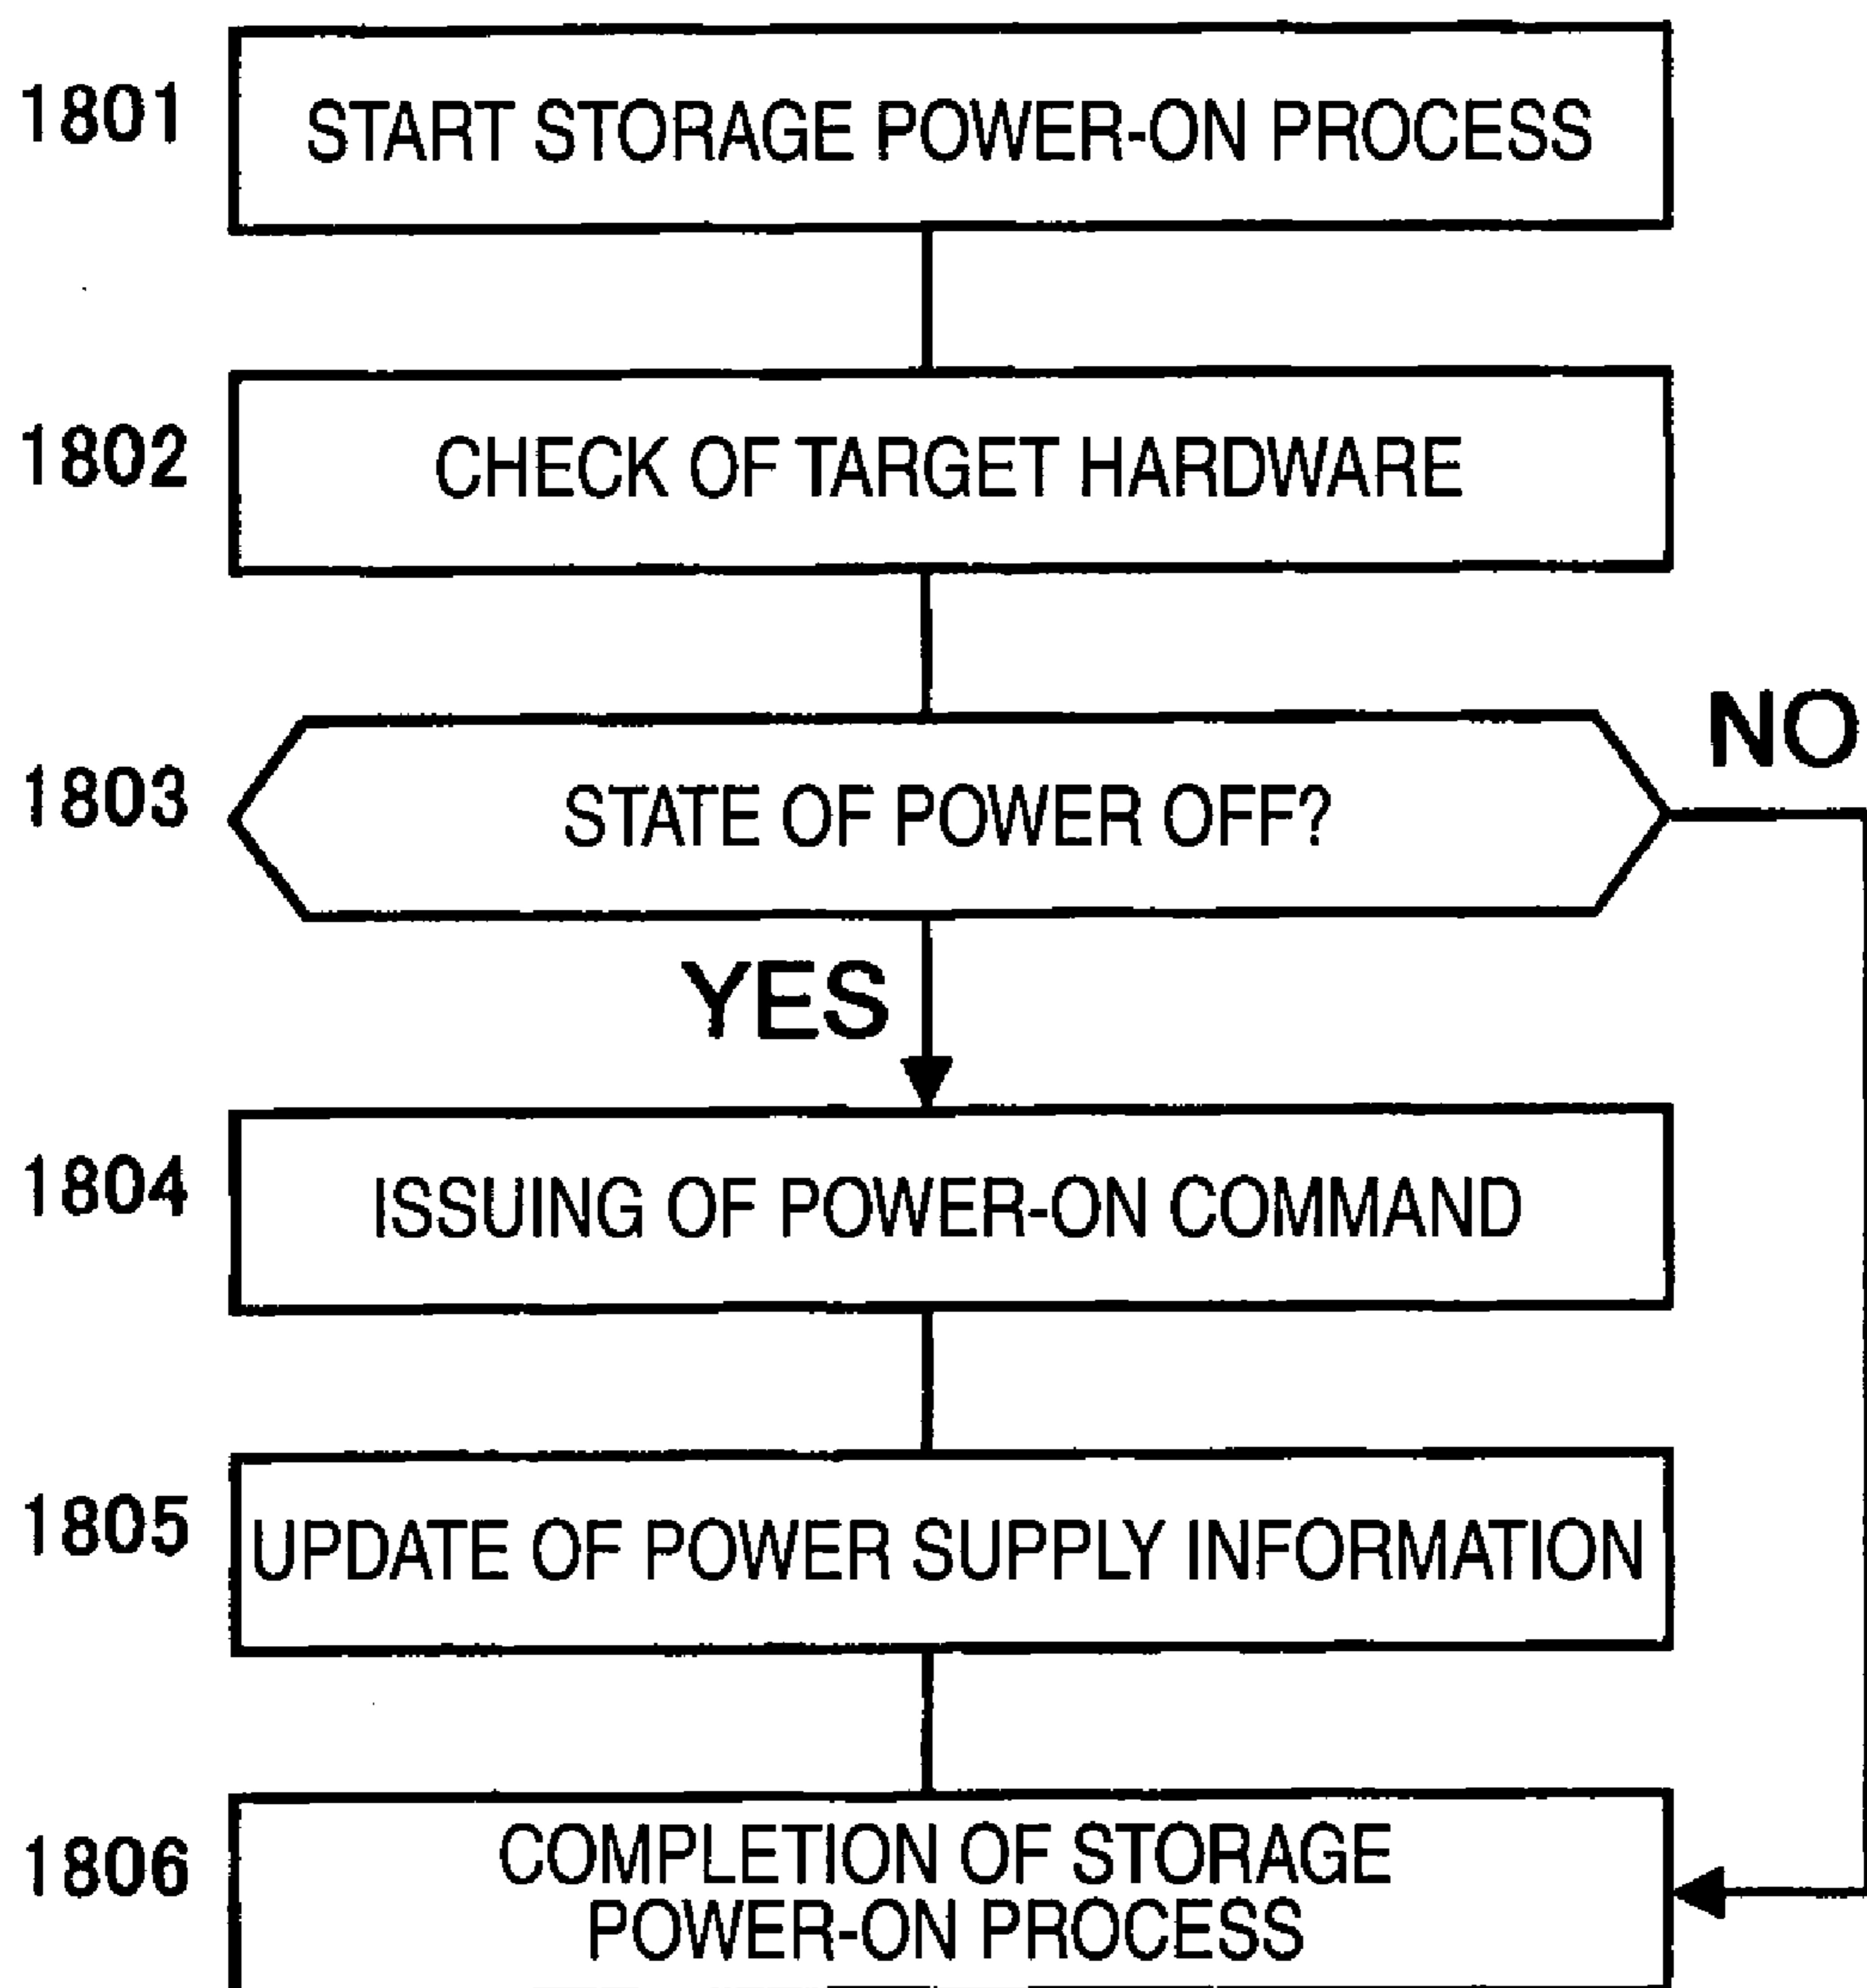 1801 START STORAGE POWER-ON PROCESS
1802 CHECK OF TARGET HARDWARE
NO
1803 STATE OF POWER OFF?
YES
1804 ISSUING OF POWER-ON COMMAND
1805 UPDATE OF POWER SUPPLY INFORMATION
1806 COMPLETION OF STORAGE
POWER-ON PROCESS